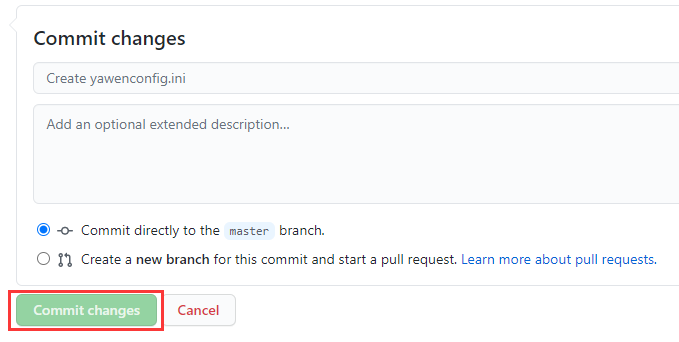 Commit changes
Create yawenconfig.ini
Add an optional extended description...
Commit directly to the master branch.
Create a new branch for this commit and start a pull request. Learn more about pull requests.
Commit changes Cancel